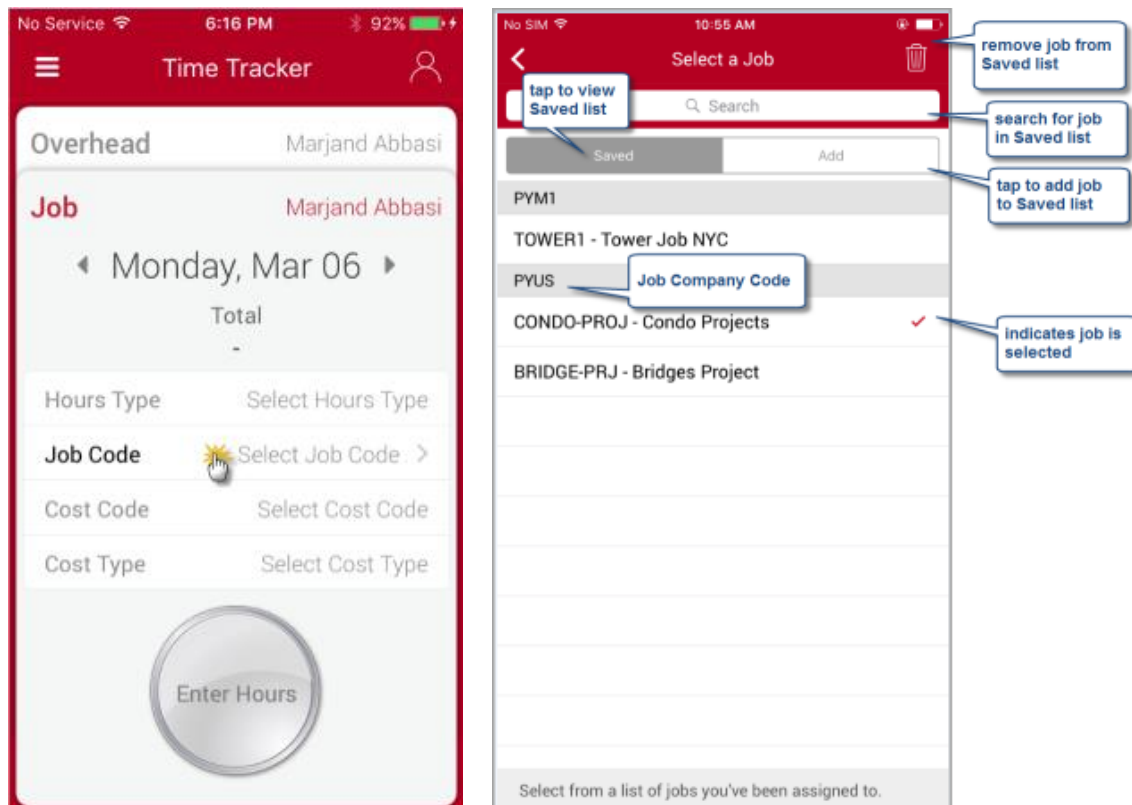 No Service 6:16 PM 92%
Time Tracker
Overhead Marjand Abbasi
Job Marjand Abbasi
Monday, Mar 06
Total
-
Hours Type Select Hours Type
Job Code Select Job Code
Cost Code Select Cost Code
Cost Type Select Cost Type
Enter Hours
No SIM 10:55 AM
Select a Job
remove job from
Saved list
tap to view
Saved list
Search
search for job
in Saved list
Saved Add
tap to add job
to Saved list
PYM1
TOWER1 - Tower Job NYC
PYUS
Job Company Code
CONDO-PROJ - Condo Projects
indicates job is
selected
BRIDGE-PRJ - Bridges Project
Select from a list of jobs you've been assigned to.